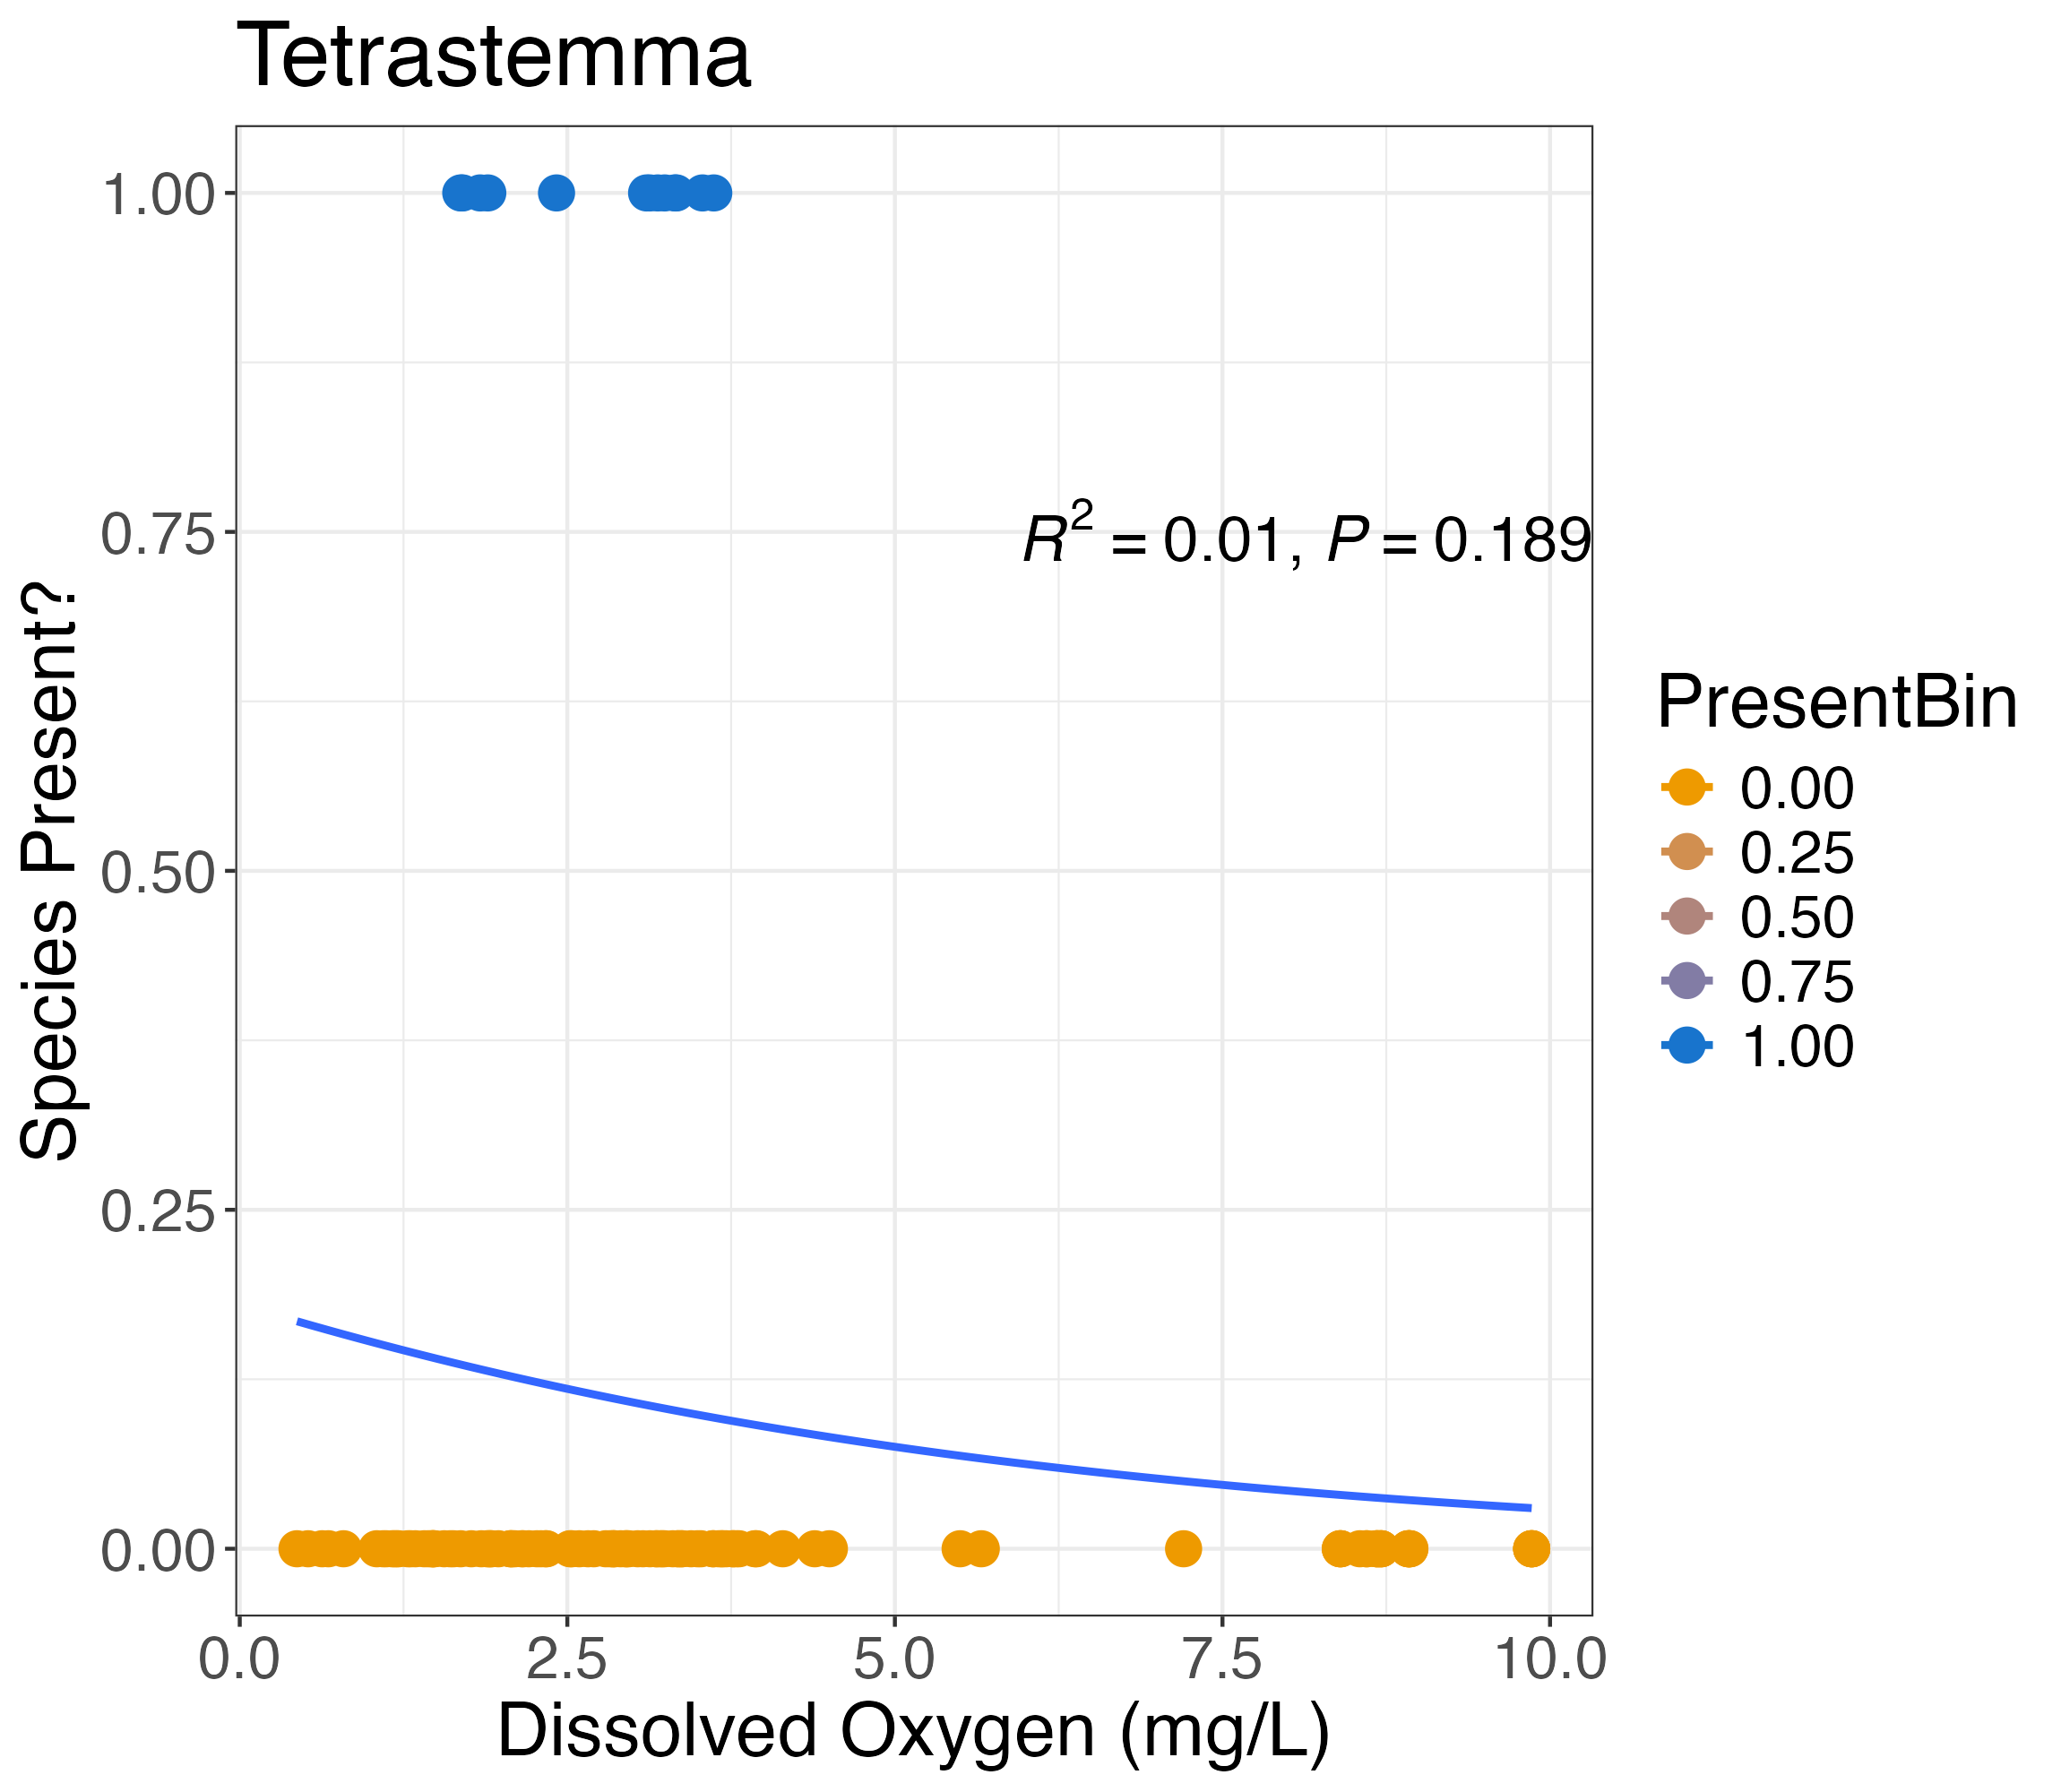 Tetrastemma
1.00
0.75
0.50
0.25
0.00
Species Present?
R² = 0.01, P = 0.189
0.0 2.5 5.0 7.5 10.0
Dissolved Oxygen (mg/L)
PresentBin
0.00
0.25
0.50
0.75
1.00